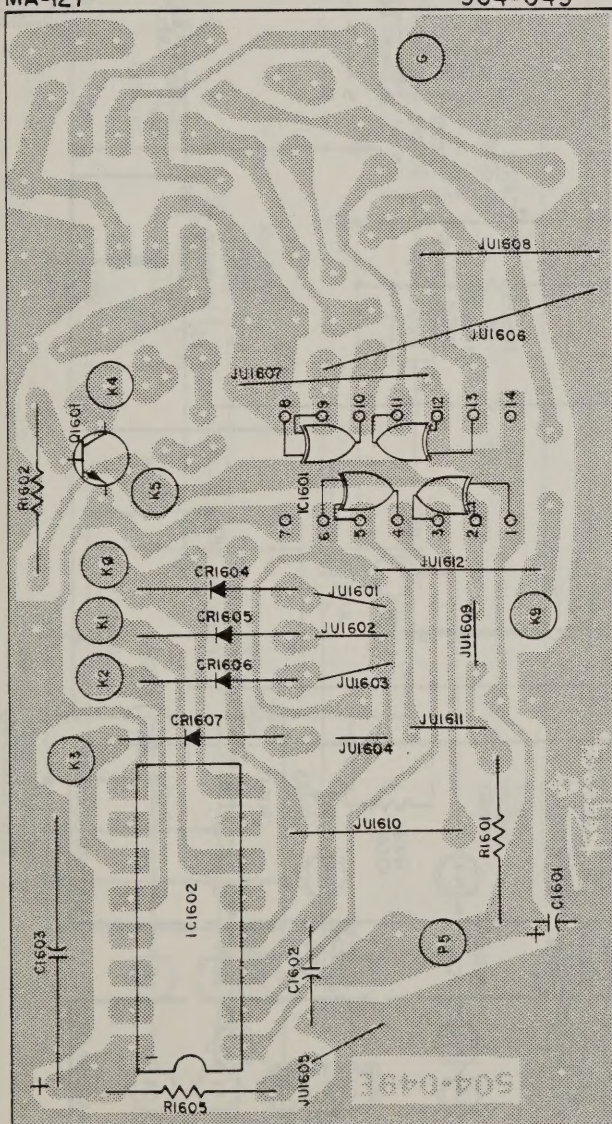 MA-127 504-049
G
JU1608
JU1606
JU1607
K4
Q1601
8 9 10 11 12 13 14
R1602
K5
IC1601
7 6 5 4 3 2 1
KØ
JU1612
CR1604
JU1601
K1
CR1605
JU1602
JU1609
K9
K2
CR1606
JU1603
CR1607
JU1611
K3
JU1604
JU1610
R1601
IC1602
C1603
C1601
+
P5
C1602
JU1605
+
R1605
504-049E